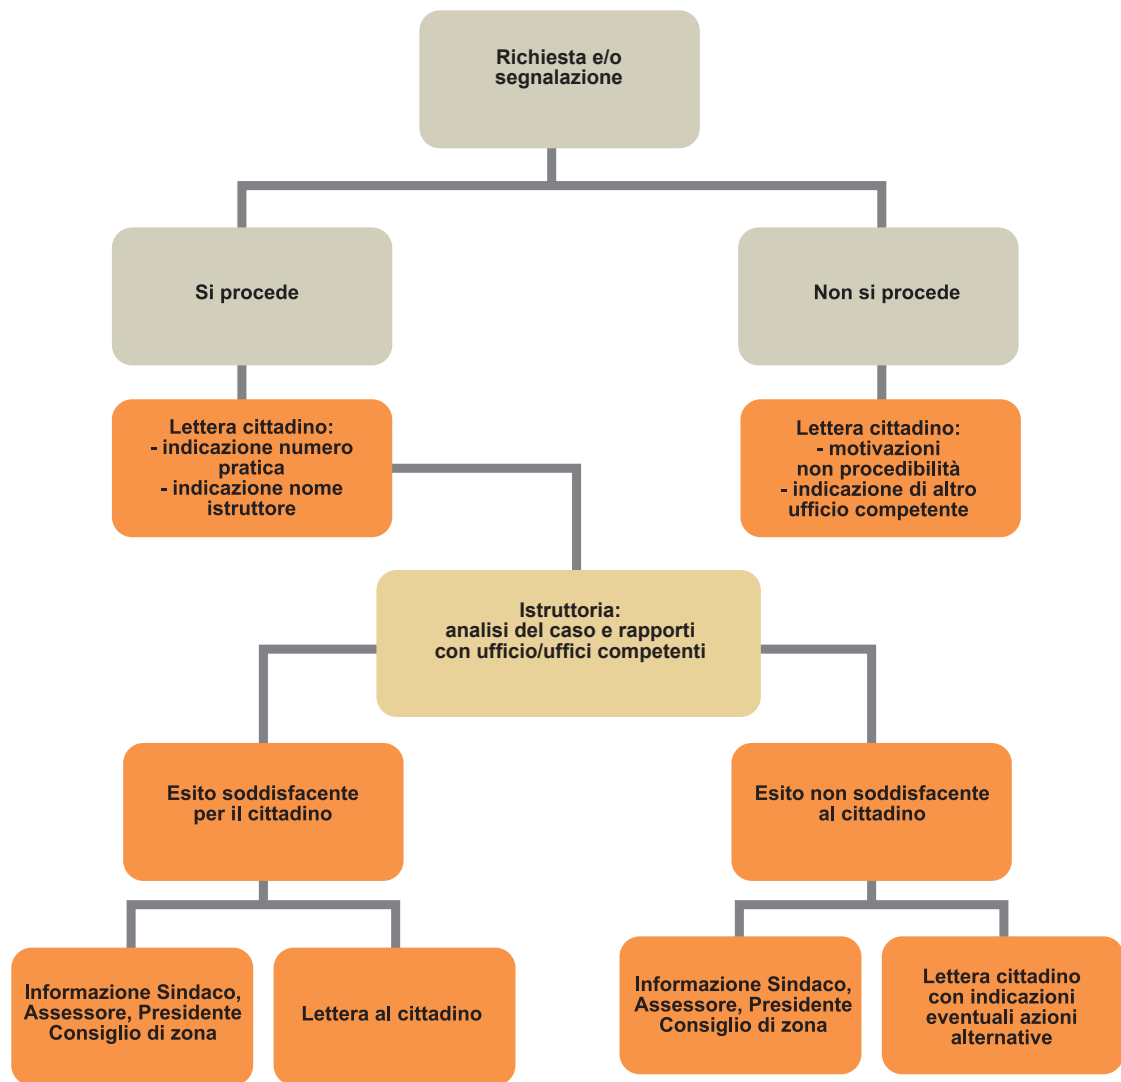 Richiesta e/o
segnalazione
Si procede
Non si procede
Lettera cittadino:
- indicazione numero
pratica
- indicazione nome
istruttore
Lettera cittadino:
- motivazioni
non procedibilità
- indicazione di altro
ufficio competente
Istruttoria:
analisi del caso e rapporti
con ufficio/uffici competenti
Esito soddisfacente
per il cittadino
Esito non soddisfacente
al cittadino
Informazione Sindaco,
Assessore, Presidente
Consiglio di zona
Lettera al cittadino
Informazione Sindaco,
Assessore, Presidente
Consiglio di zona
Lettera cittadino
con indicazioni
eventuali azioni
alternative